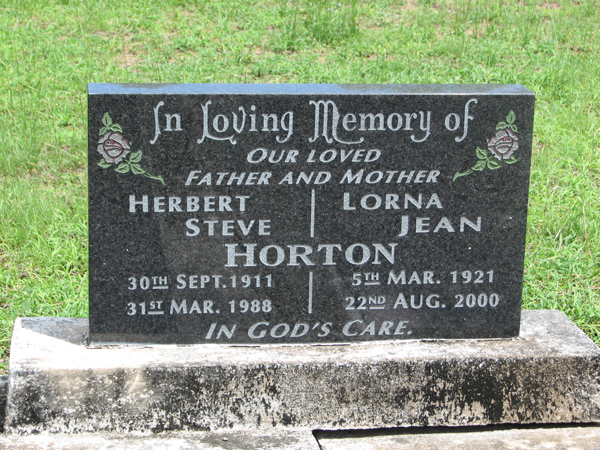 In Loving Memory of
OUR LOVED
FATHER AND MOTHER
HERBERT LORNA
STEVE JEAN
HORTON
30TH SEPT. 1911 5TH MAR. 1921
31ST MAR. 1988 22ND AUG. 2000
IN GOD'S CARE.